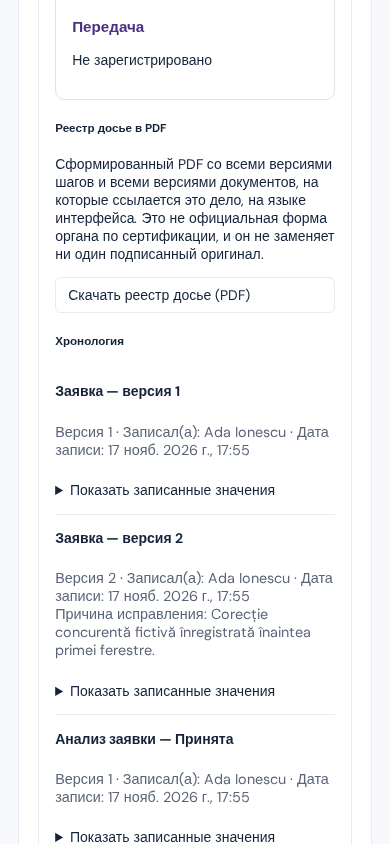 Передача
Не зарегистрировано
Реестр досье в PDF
Сформированный PDF со всеми версиями
шагов и всеми версиями документов, на
которые ссылается это дело, на языке
интерфейса. Это не официальная форма
органа по сертификации, и он не заменяет
ни один подписанный оригинал.
Скачать реестр досье (PDF)
Хронология
Заявка — версия 1
Версия 1 · Записал(а): Ada Ionescu · Дата
записи: 17 нояб. 2026 г., 17:55
▶ Показать записанные значения
Заявка — версия 2
Версия 2 · Записал(а): Ada Ionescu · Дата
записи: 17 нояб. 2026 г., 17:55
Причина исправления: Corecție
concurentă fictivă înregistrată înaintea
primei ferestre.
▶ Показать записанные значения
Анализ заявки — Принята
Версия 1 · Записал(а): Ada Ionescu · Дата
записи: 17 нояб. 2026 г., 17:55
▶ Показать записанные значения